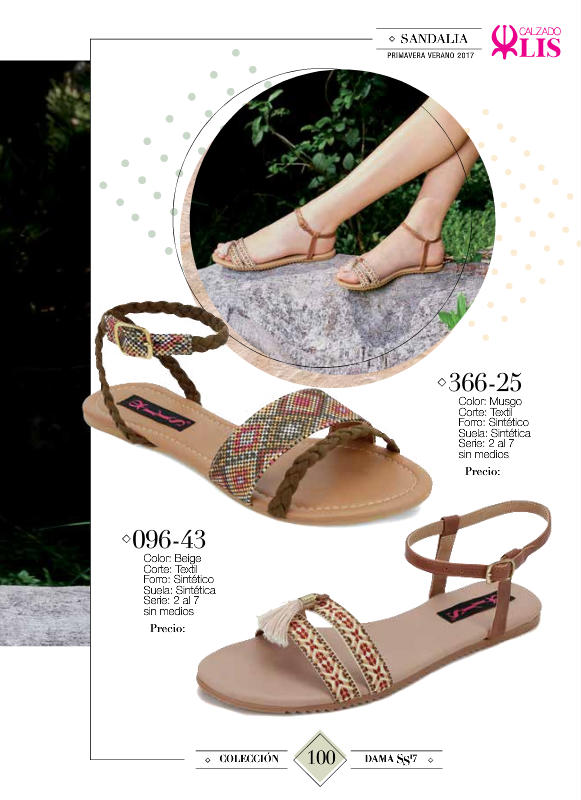 SANDALIA
PRIMAVERA VERANO 2017
CALZADO
LIS
366-25
Color: Musgo
Corte: Textil
Forro: Sintético
Suela: Sintética
Serie: 2 al 7
sin medios
Precio:
096-43
Color: Beige
Corte: Textil
Forro: Sintético
Suela: Sintética
Serie: 2 al 7
sin medios
Precio:
COLECCIÓN
100
DAMA SS'7